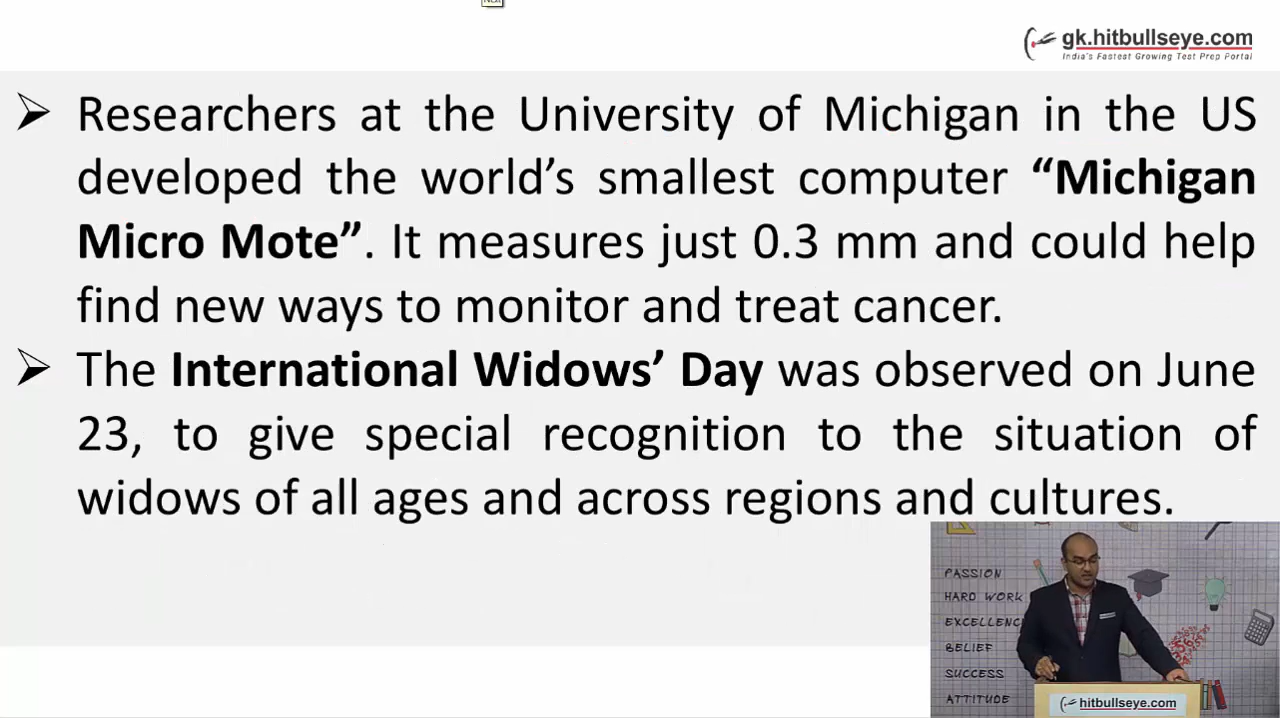 gk.hitbullseye.com
India's Fastest Growing Test Prep Portal
➢ Researchers at the University of Michigan in the US
developed the world’s smallest computer “Michigan
Micro Mote”. It measures just 0.3 mm and could help
find new ways to monitor and treat cancer.
➢ The International Widows’ Day was observed on June
23, to give special recognition to the situation of
widows of all ages and across regions and cultures.
PASSION
HARD WORK
EXCELLENC
BELIEF
SUCCESS
ATTITUDE
hitbullseye.com